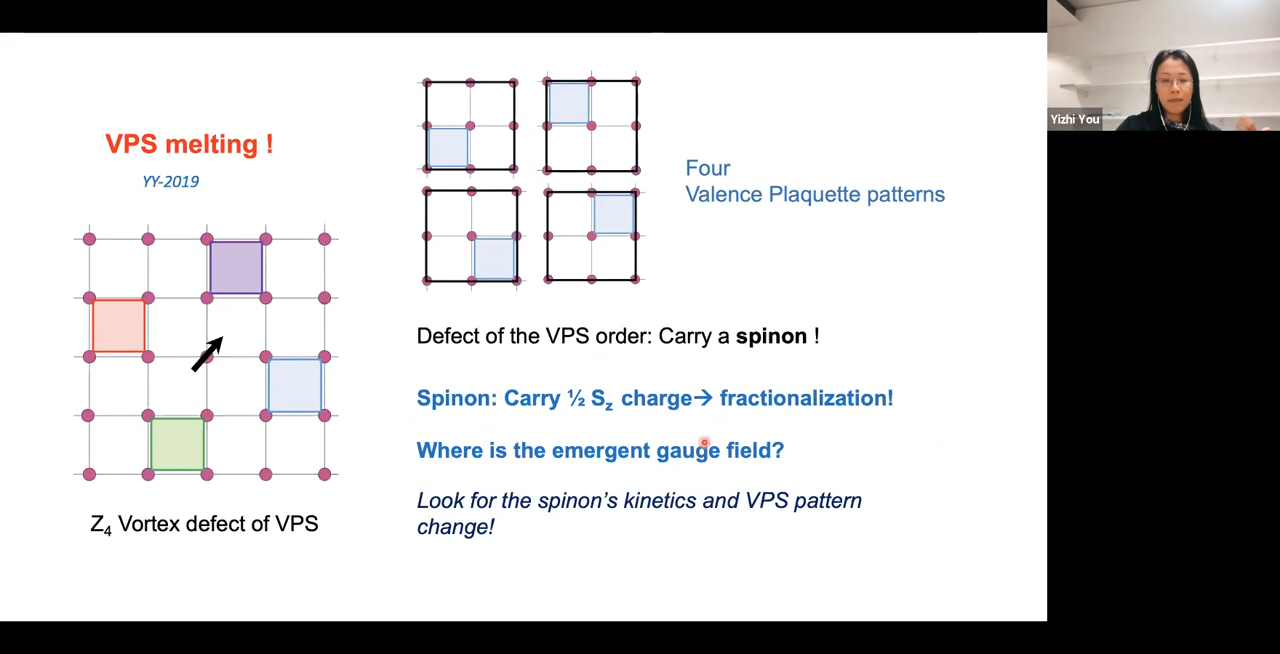 VPS melting !
YY-2019
Four
Valence Plaquette patterns
Defect of the VPS order: Carry a spinon !
Spinon: Carry ½ Sz charge→ fractionalization!
Where is the emergent gauge field?
Look for the spinon's kinetics and VPS pattern
change!
Z4 Vortex defect of VPS
Yizhi You